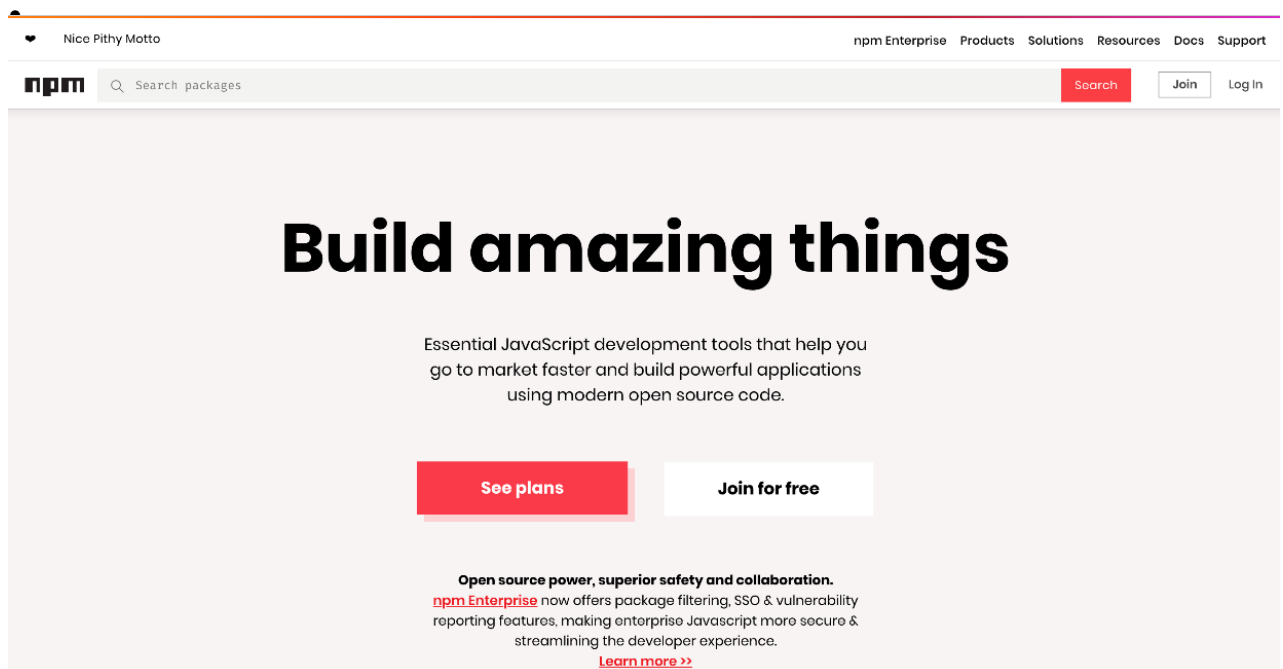 Nice Pithy Motto
npm Enterprise Products Solutions Resources Docs Support
npm Search packages Search Join Log In
Build amazing things
Essential JavaScript development tools that help you
go to market faster and build powerful applications
using modern open source code.
See plans Join for free
Open source power, superior safety and collaboration.
npm Enterprise now offers package filtering, SSO & vulnerability
reporting features, making enterprise Javascript more secure &
streamlining the developer experience.
Learn more >>